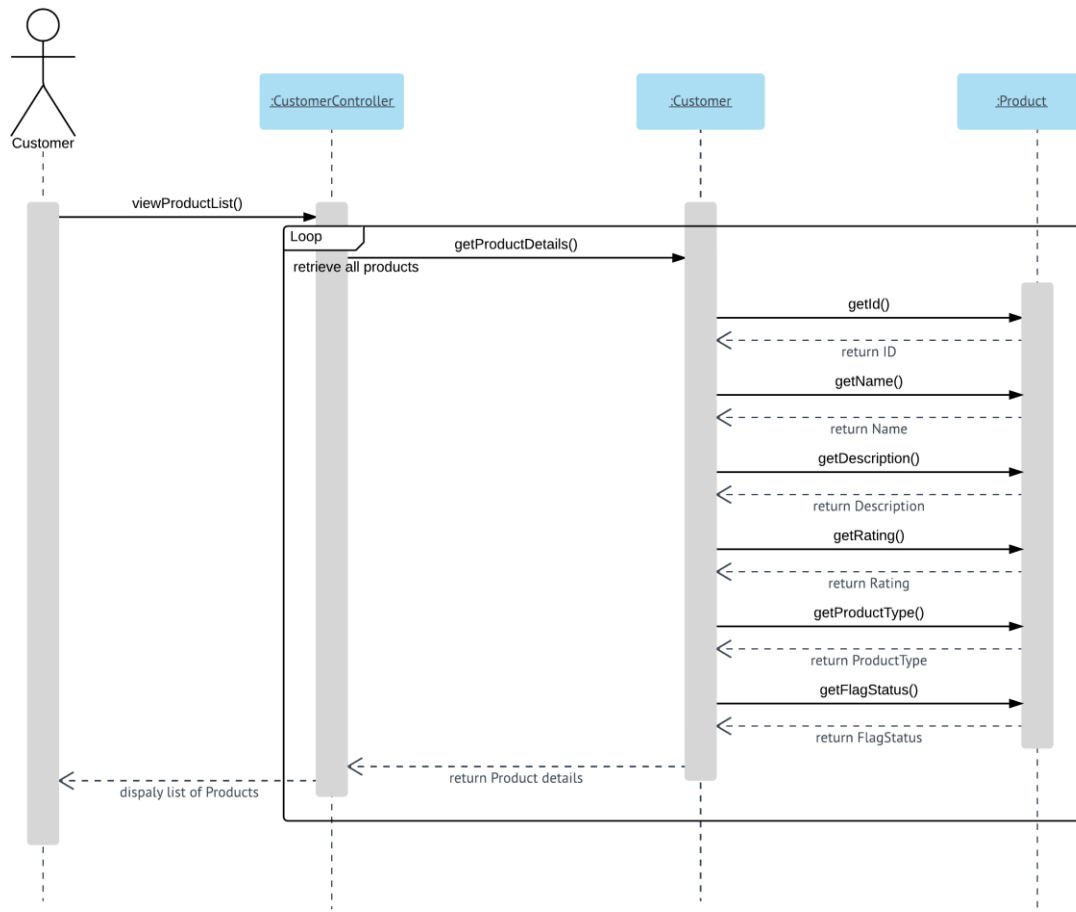 :CustomerController
:Customer
:Product
Customer
viewProductList()
Loop
getProductDetails()
retrieve all products
getId()
return ID
getName()
return Name
getDescription()
return Description
getRating()
return Rating
getProductType()
return ProductType
getFlagStatus()
return FlagStatus
return Product details
dispaly list of Products